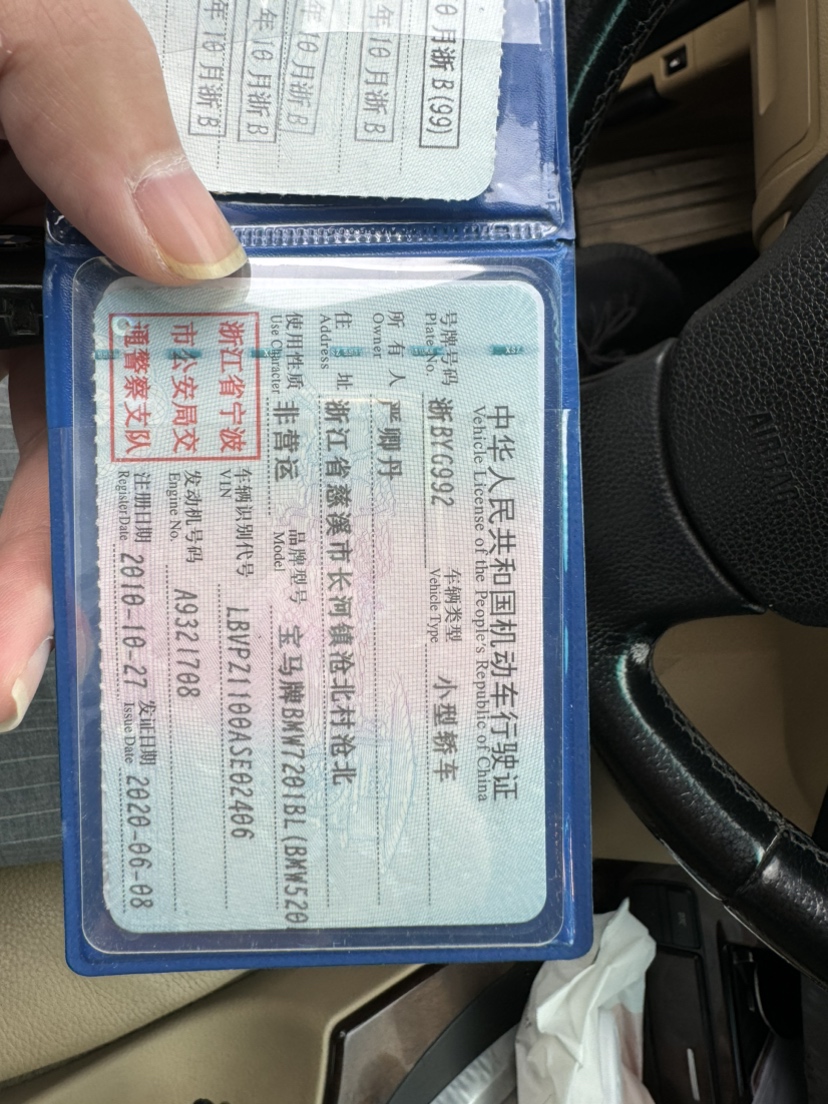 0月浙B(99)
年10月浙B
年10月浙B
年10月浙B
年10月浙B
中华人民共和国机动车行驶证
Vehicle License of the People's Republic of China
号牌号码 浙BYG992 车辆类型 小型轿车
Plate No. Vehicle Type
所有人 严卿丹
Owner
住址 浙江省慈溪市长河镇沧北村沧北
Address
使用性质 非营运 品牌型号 宝马牌BMW7201BL(BMW520
Use Character Model
浙江省宁波
市公安局交
通警察支队
车辆识别代号 LBVPZ1100ASE02406
VIN
发动机号码 A9321708
Engine No.
注册日期 2010-10-27 发证日期 2020-06-08
Register Date Issue Date
AIRBAG